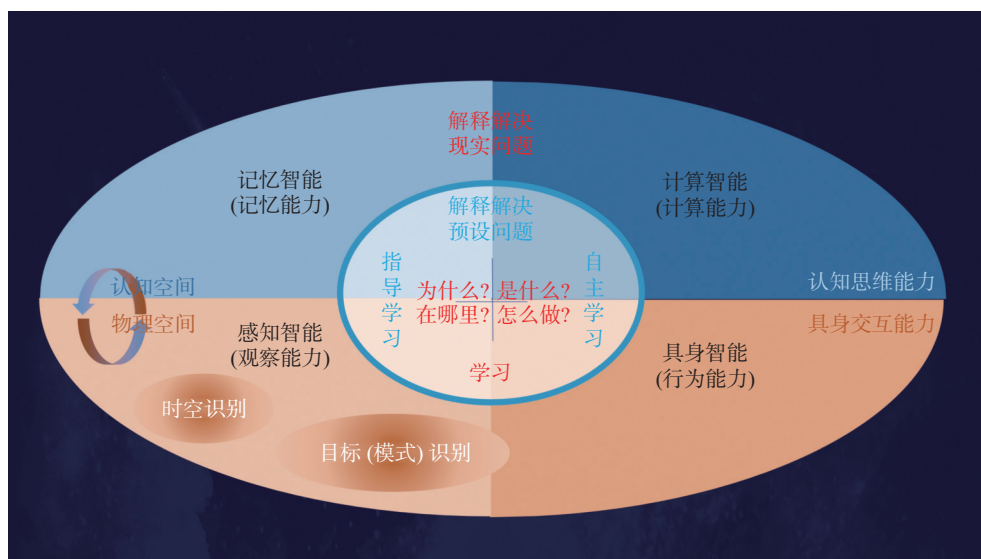 解释解决
现实问题
记忆智能
(记忆能力)
计算智能
(计算能力)
解释解决
预设问题
指导学习
自主学习
为什么? 是什么?
在哪里? 怎么做?
学习
认知空间
认知思维能力
物理空间
具身交互能力
感知智能
(观察能力)
具身智能
(行为能力)
时空识别
目标 (模式) 识别